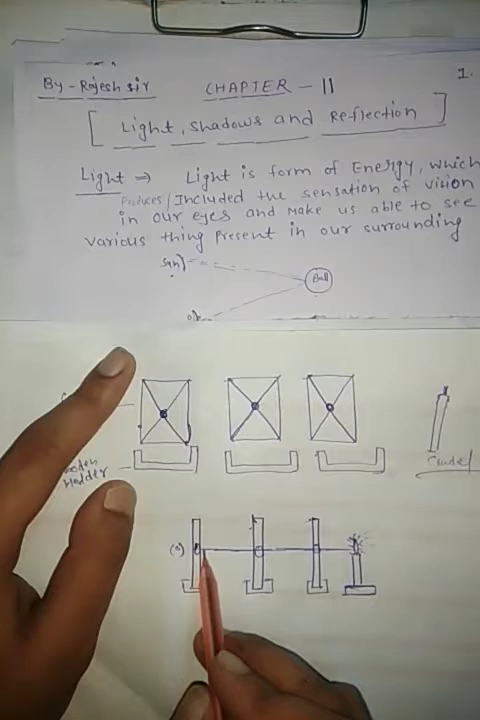 By - Rajesh sir
CHAPTER - 11
1.
[ Light, shadows and Reflection ]
Light ⇒ Light is form of Energy, which
Produces / Included the sensation of vision
in our eyes and Make us able to see
various thing present in our surrounding
Sun
Ball
Holder
Candel
(a)